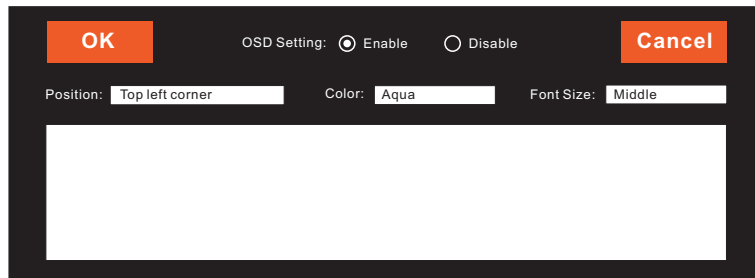 OK OSD Setting: Enable Disable Cancel
Position: Top left corner Color: Aqua Font Size: Middle